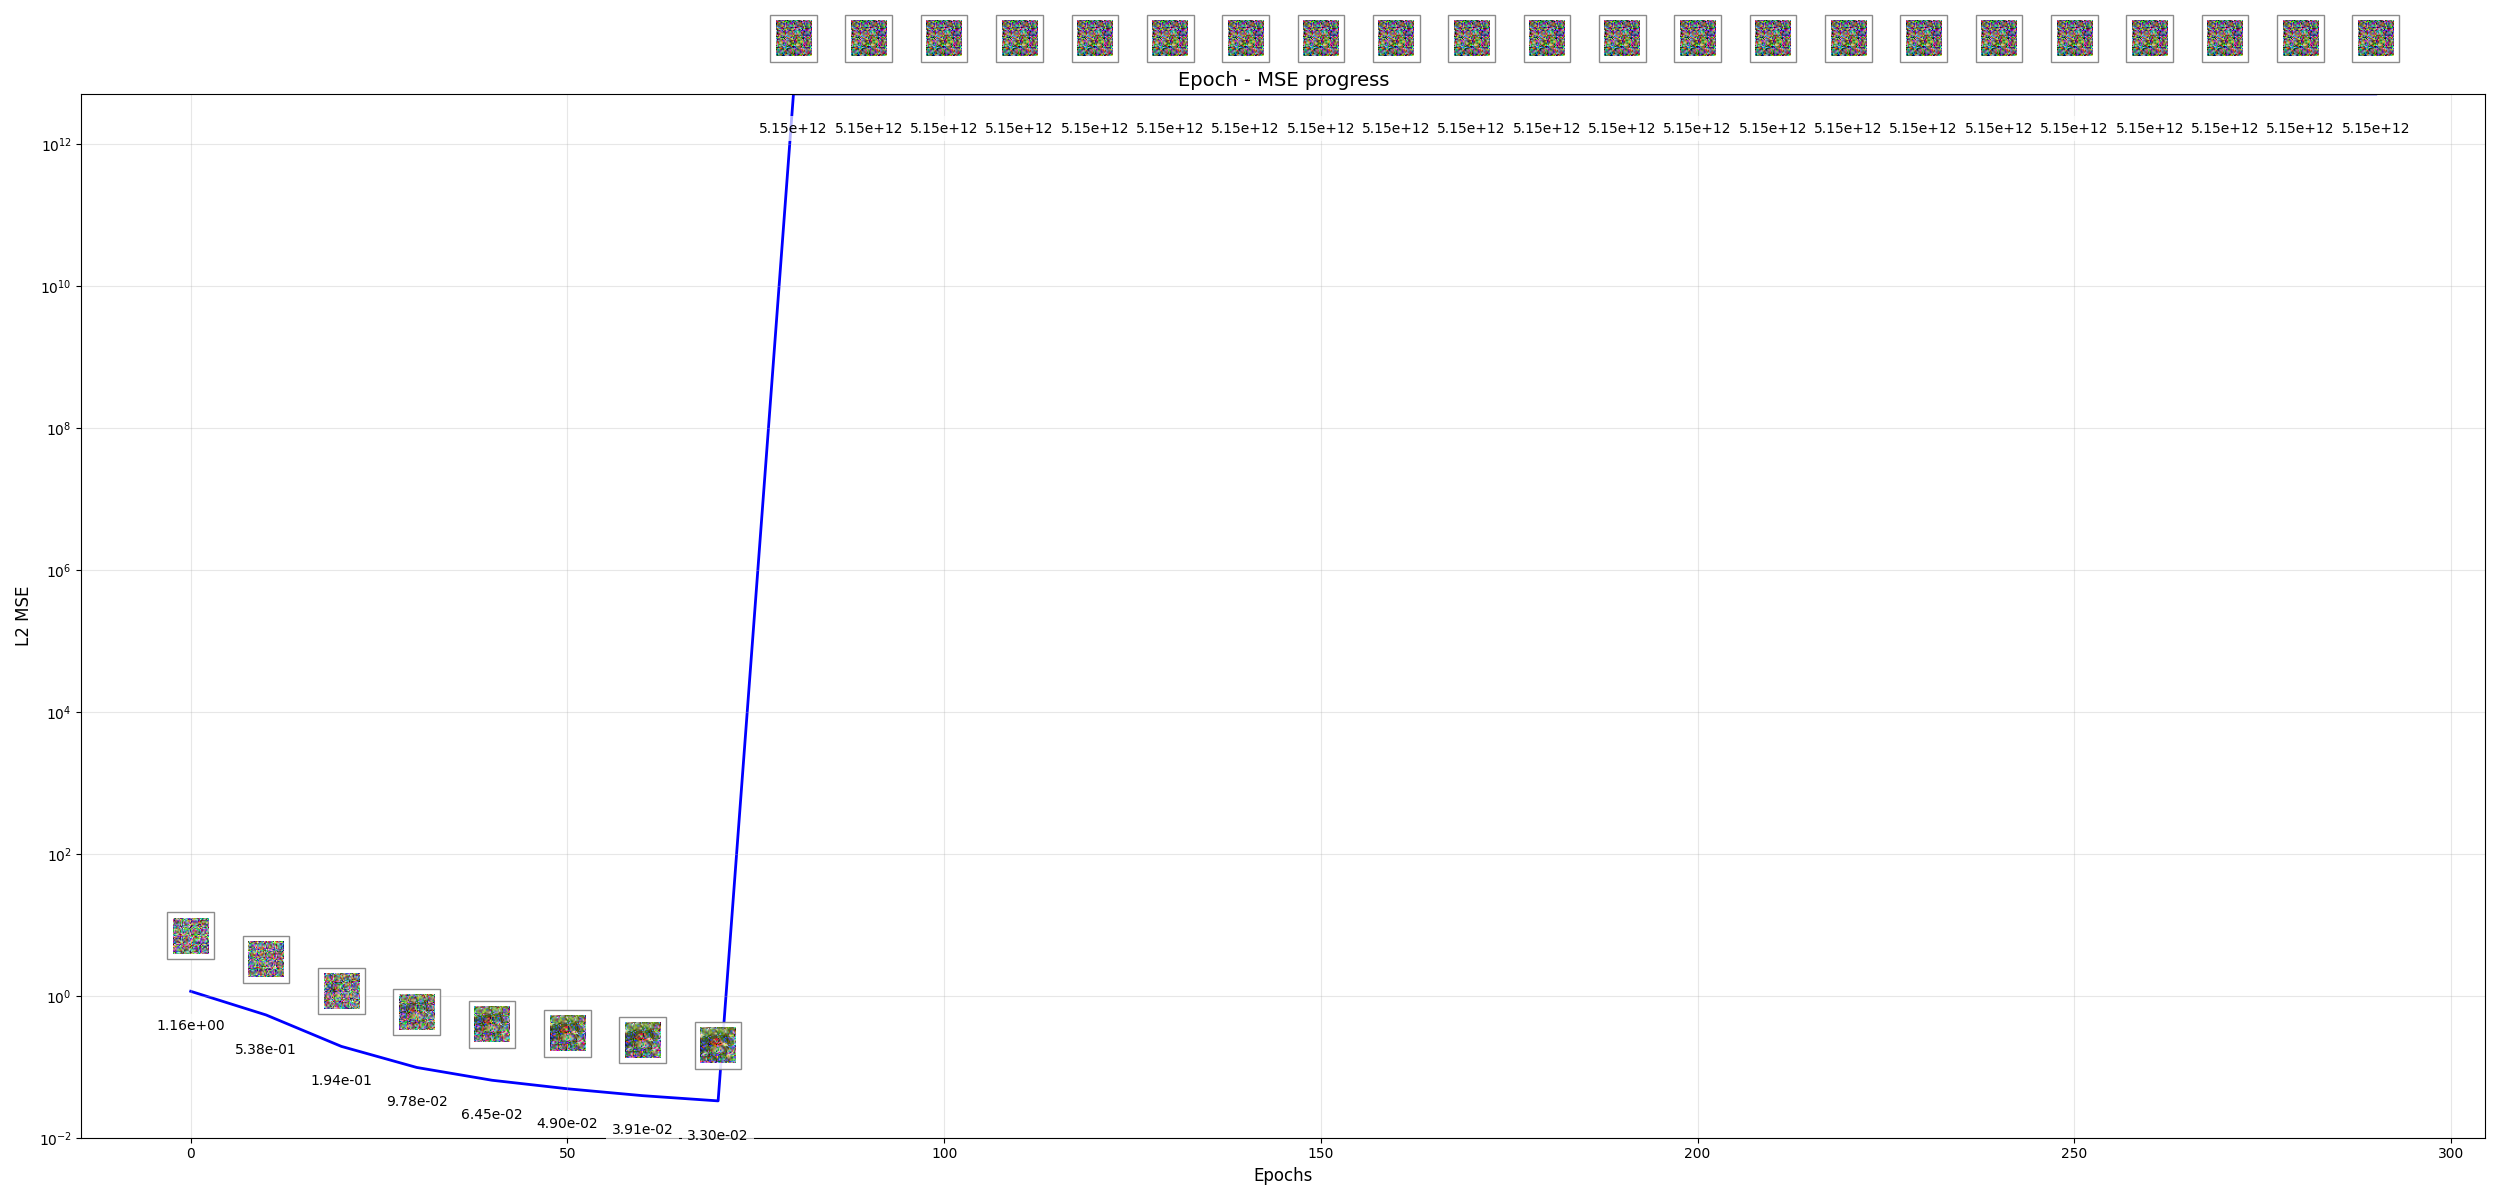 Epoch - MSE progress
5.15e+12 5.15e+12 5.15e+12 5.15e+12 5.15e+12 5.15e+12 5.15e+12 5.15e+12 5.15e+12 5.15e+12 5.15e+12 5.15e+12 5.15e+12 5.15e+12 5.15e+12 5.15e+12 5.15e+12 5.15e+12 5.15e+12 5.15e+12 5.15e+12 5.15e+12
10¹²
10¹⁰
10⁸
10⁶
L2 MSE
10⁴
10²
10⁰
1.16e+00
5.38e-01
1.94e-01
9.78e-02
6.45e-02
4.90e-02
3.91e-02
3.30e-02
10⁻²
0 50 100 150 200 250 300
Epochs